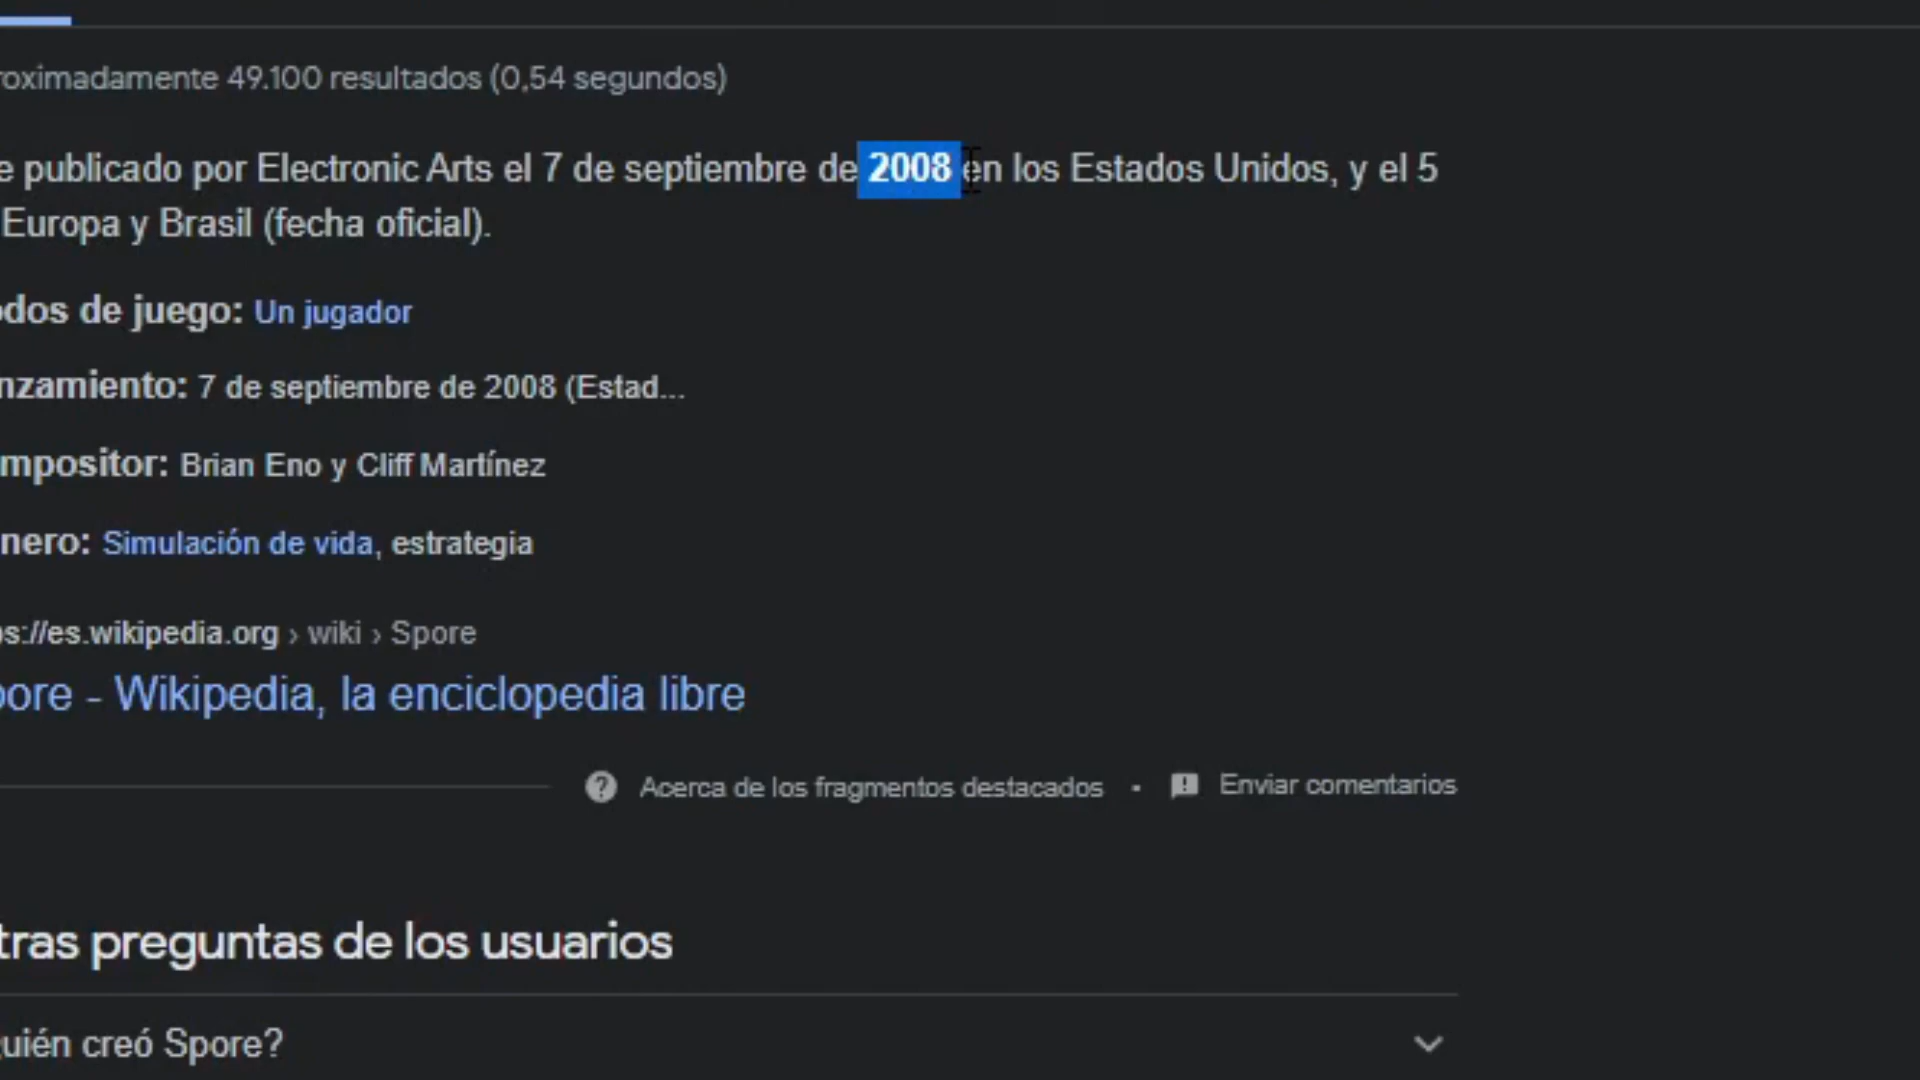 roximadamente 49.100 resultados (0,54 segundos)
e publicado por Electronic Arts el 7 de septiembre de 2008 en los Estados Unidos, y el 5
Europa y Brasil (fecha oficial).
odos de juego: Un jugador
nzamiento: 7 de septiembre de 2008 (Estad...
mpositor: Brian Eno y Cliff Martínez
nero: Simulación de vida, estrategia
ps://es.wikipedia.org › wiki › Spore
pore - Wikipedia, la enciclopedia libre
Acerca de los fragmentos destacados · Enviar comentarios
tras preguntas de los usuarios
uién creó Spore?